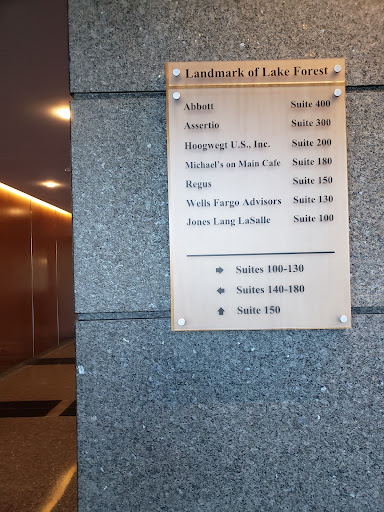 Landmark of Lake Forest
Abbott Suite 400
Assertio Suite 300
Hoogwegt U.S., Inc. Suite 200
Michael's on Main Cafe Suite 180
Regus Suite 150
Wells Fargo Advisors Suite 130
Jones Lang LaSalle Suite 100
→ Suites 100-130
← Suites 140-180
↑ Suite 150